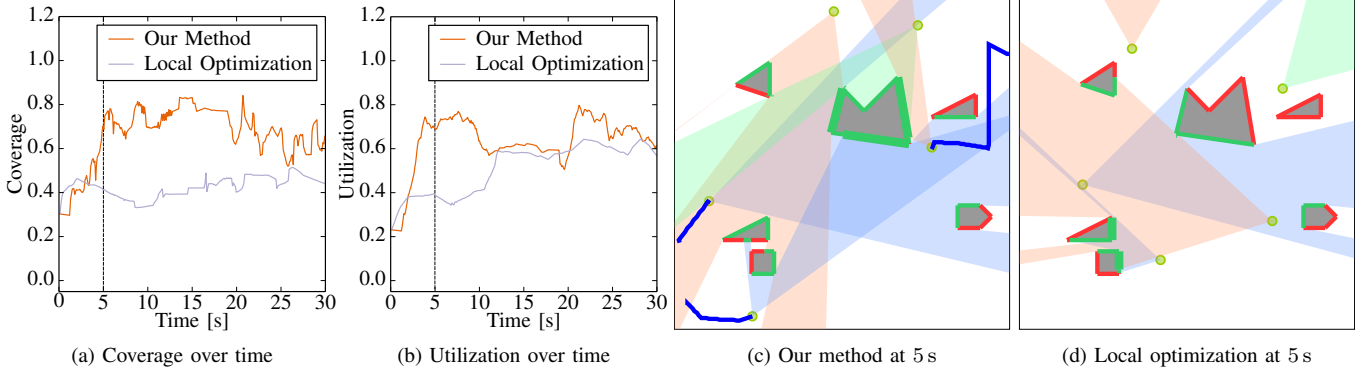 1.2
1.0
0.8
0.6
0.4
0.2
0.0
Coverage
Our Method
Local Optimization
0 5 10 15 20 25 30
Time [s]
(a) Coverage over time
1.2
1.0
0.8
0.6
0.4
0.2
0.0
Utilization
Our Method
Local Optimization
0 5 10 15 20 25 30
Time [s]
(b) Utilization over time
(c) Our method at 5 s
(d) Local optimization at 5 s